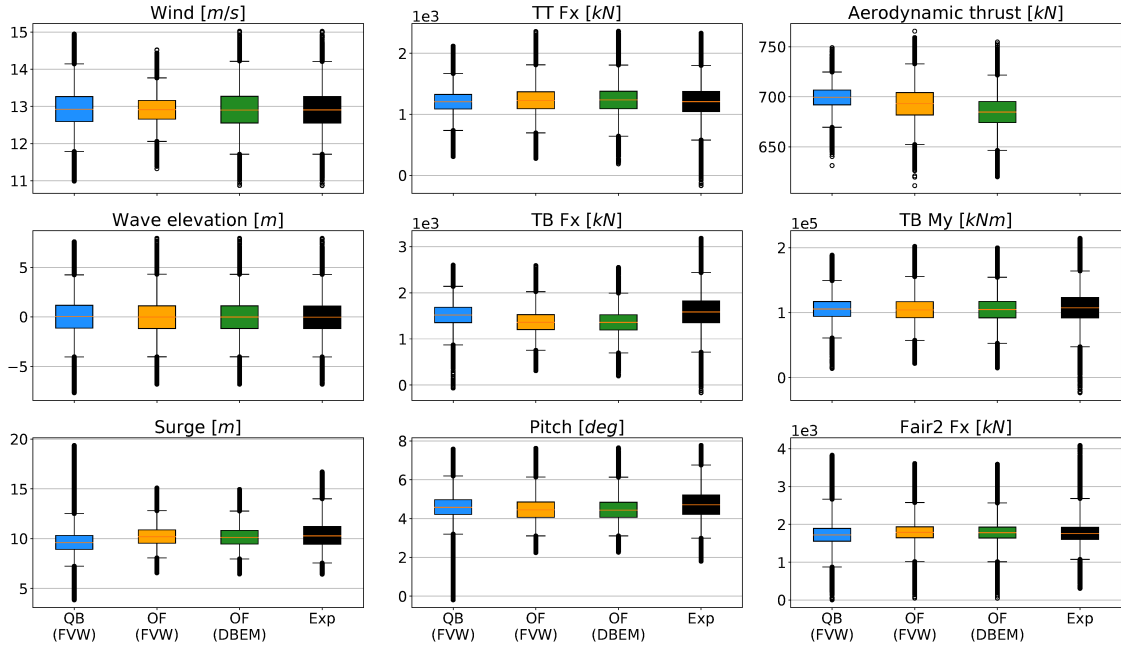 Wind [m/s]
15
14
13
12
11
TT Fx [kN]
1e3
2
1
0
Aerodynamic thrust [kN]
750
700
650
Wave elevation [m]
5
0
−5
TB Fx [kN]
1e3
3
2
1
0
TB My [kNm]
1e5
2
1
0
Surge [m]
20
15
10
5
QB OF OF Exp
(FVW) (FVW) (DBEM)
Pitch [deg]
8
6
4
2
0
QB OF OF Exp
(FVW) (FVW) (DBEM)
Fair2 Fx [kN]
1e3
4
3
2
1
0
QB OF OF Exp
(FVW) (FVW) (DBEM)